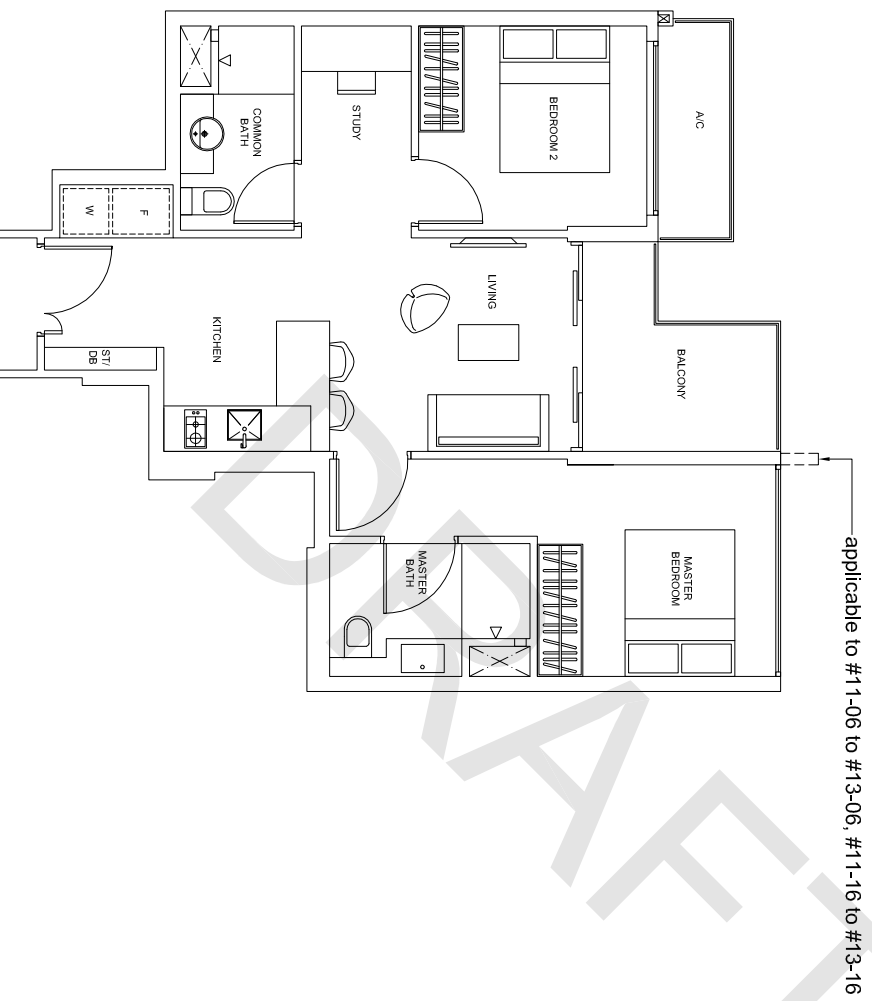 A/C
BEDROOM 2
STUDY
COMMON
BATH
W
F
LIVING
KITCHEN
BALCONY
ST/
DB
MASTER
BATH
MASTER
BEDROOM
applicable to #11-06 to #13-06, #11-16 to #13-16
DRAFT